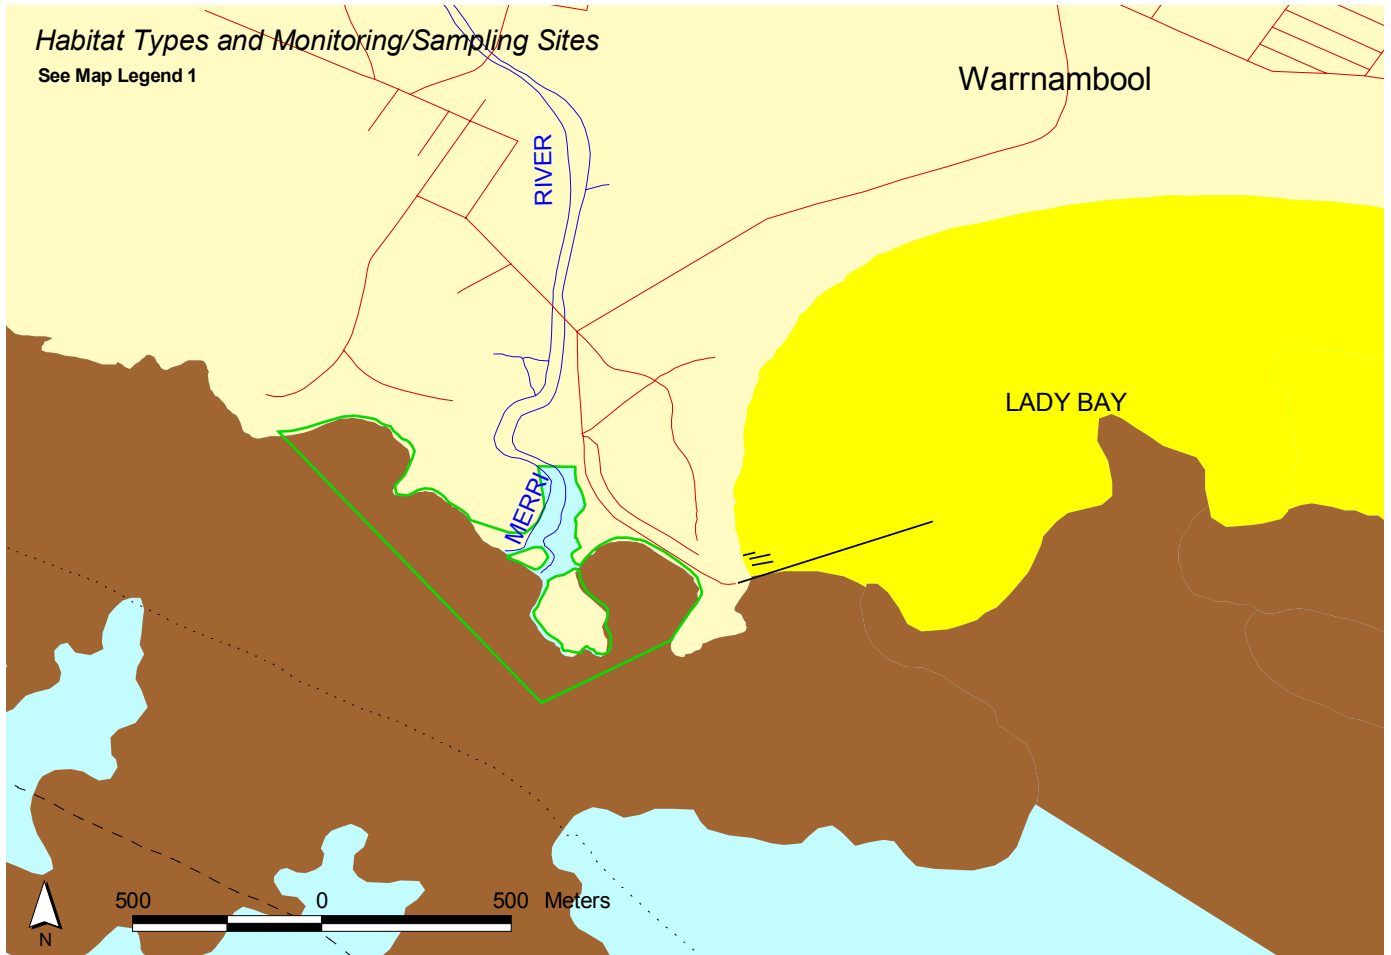 Habitat Types and Monitoring/Sampling Sites
See Map Legend 1
Warrnambool
RIVER
LADY BAY
MERRI
500 0 500 Meters
N